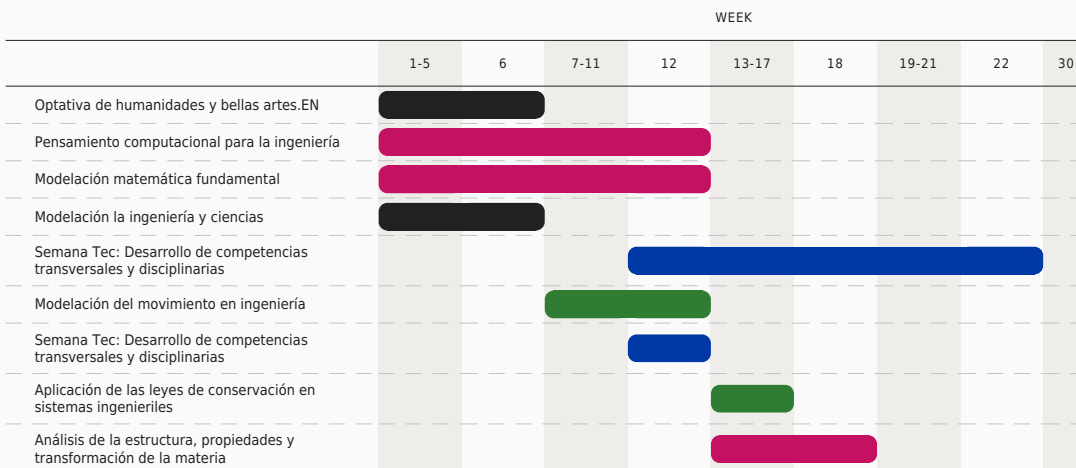 WEEK
1-5 6 7-11 12 13-17 18 19-21 22 30
Optativa de humanidades y bellas artes.EN
Pensamiento computacional para la ingeniería
Modelación matemática fundamental
Modelación la ingeniería y ciencias
Semana Tec: Desarrollo de competencias
transversales y disciplinarias
Modelación del movimiento en ingeniería
Semana Tec: Desarrollo de competencias
transversales y disciplinarias
Aplicación de las leyes de conservación en
sistemas ingenieriles
Análisis de la estructura, propiedades y
transformación de la materia